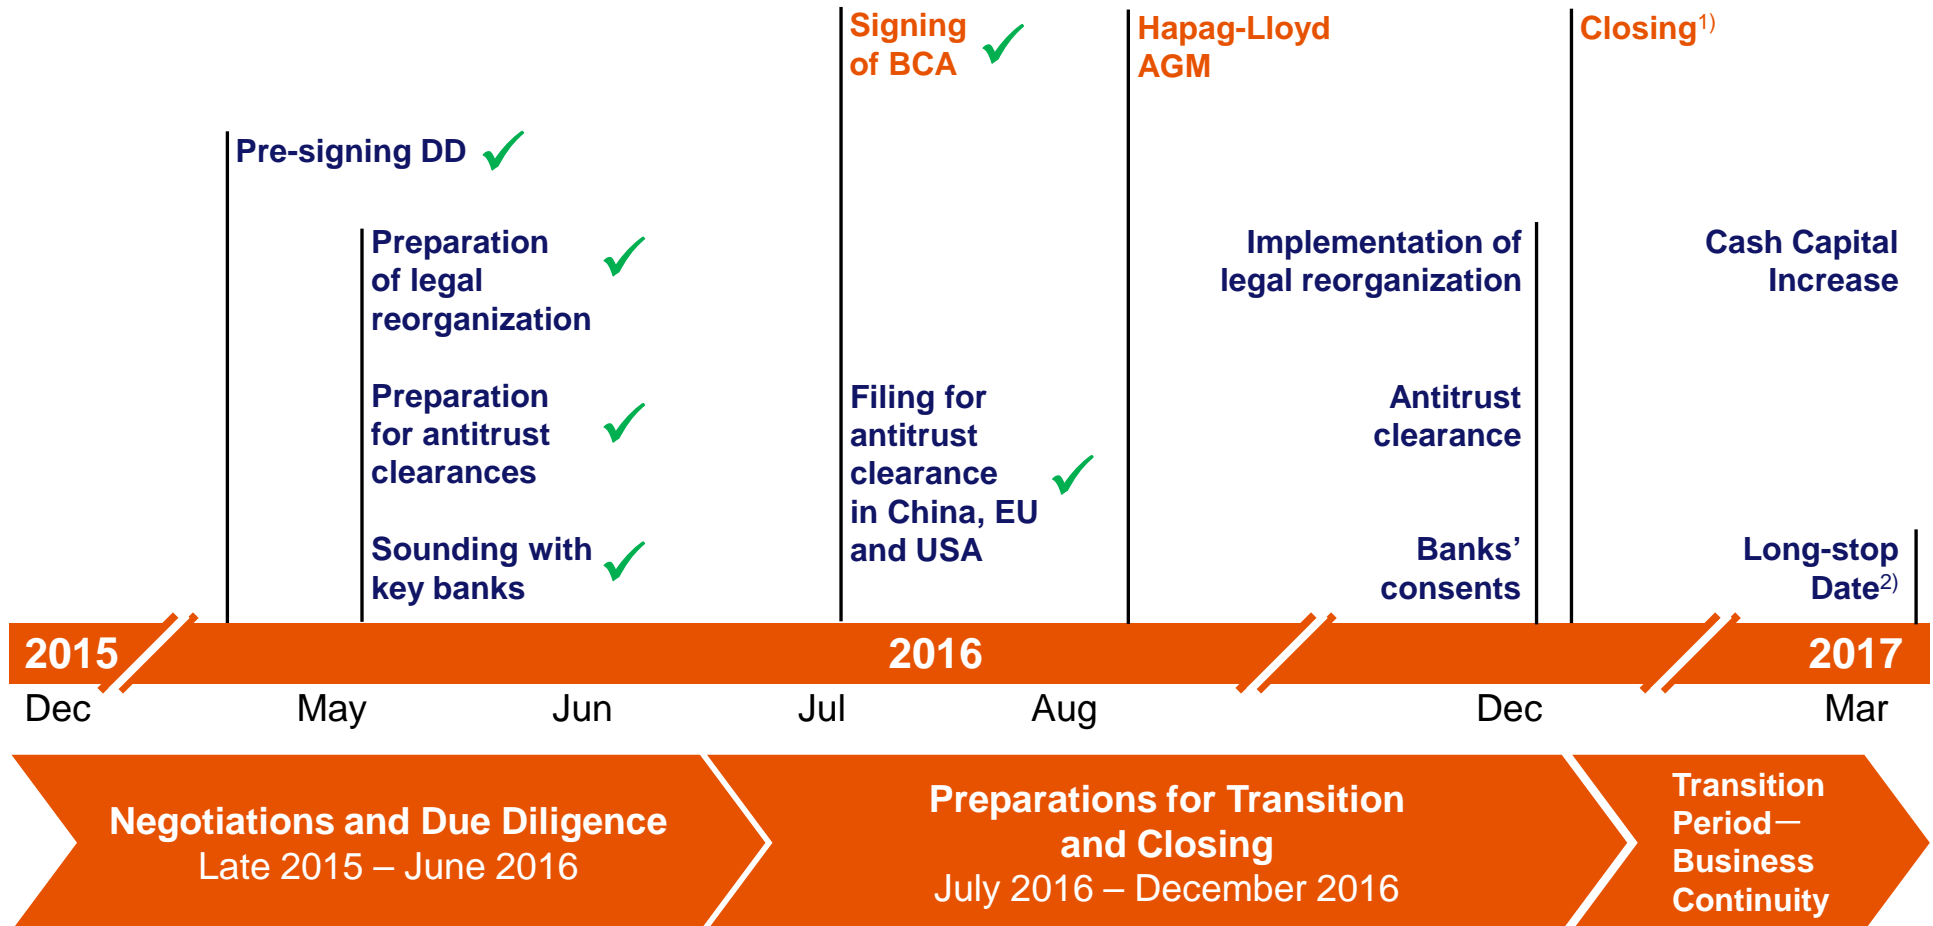 Signing
of BCA
Hapag-Lloyd
AGM
Closing1)
Pre-signing DD
Preparation
of legal
reorganization
Implementation of
legal reorganization
Cash Capital
Increase
Preparation
for antitrust
clearances
Filing for
antitrust
clearance
in China, EU
and USA
Antitrust
clearance
Sounding with
key banks
Banks’
consents
Long-stop
Date2)
2015
2016
2017
Dec
May
Jun
Jul
Aug
Dec
Mar
Negotiations and Due Diligence
Late 2015 – June 2016
Preparations for Transition
and Closing
July 2016 – December 2016
Transition
Period—
Business
Continuity